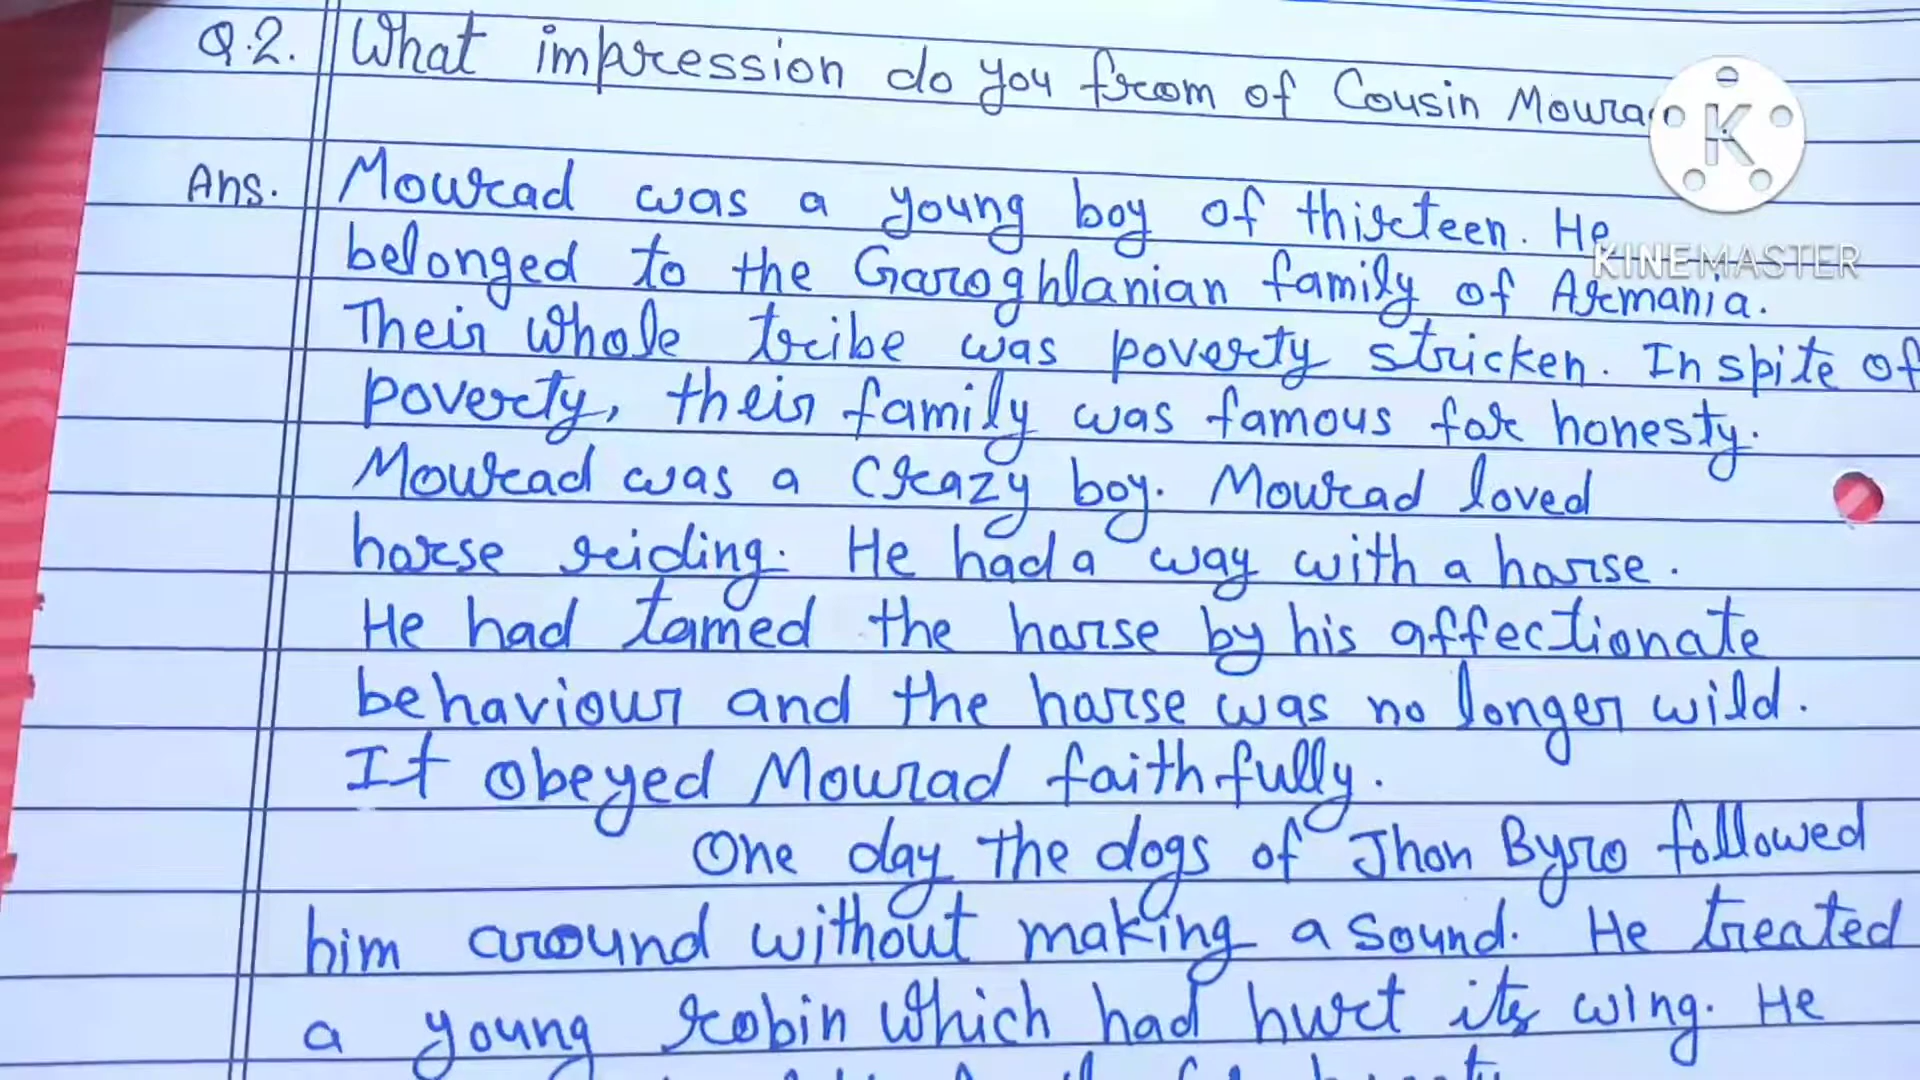 Q.2. What impression do you from of Cousin Moura
K
Ans. Mourad was a young boy of thirteen. He
KINEMASTER
belonged to the Garoghlanian family of Armania.
Their whole tribe was poverty stricken. In spite of
poverty, their family was famous for honesty.
Mourad was a Crazy boy. Mourad loved
horse riding. He had a way with a horse.
He had tamed the horse by his affectionate
behaviour and the horse was no longer wild.
It obeyed Mourad faithfully.
One day the dogs of Jhon Byro followed
him around without making a sound. He treated
a young robin which had hurt its wing. He